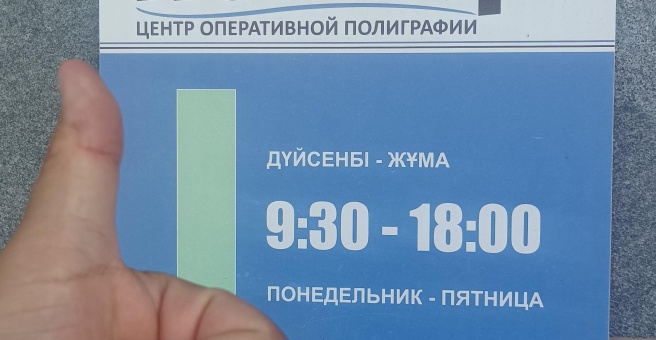 ЦЕНТР ОПЕРАТИВНОЙ ПОЛИГРАФИИ
ДҮЙСЕНБІ - ЖҰМА
9:30 - 18:00
ПОНЕДЕЛЬНИК - ПЯТНИЦА